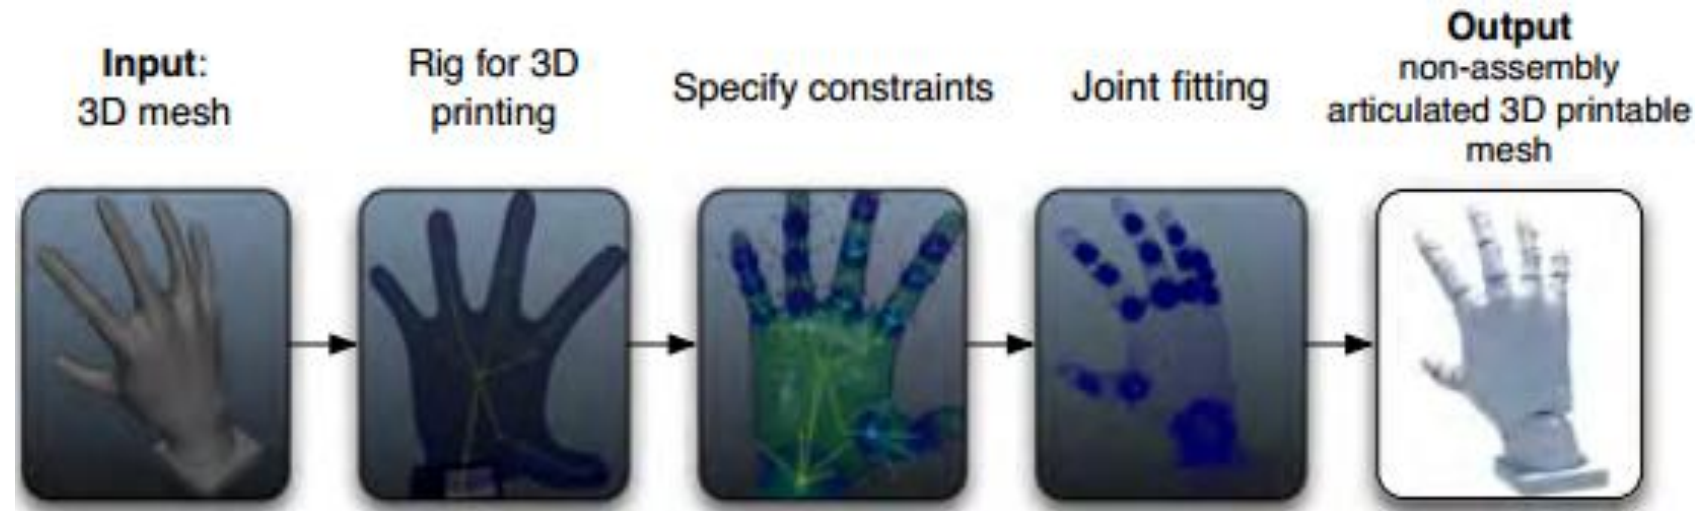 Input:
3D mesh
Rig for 3D
printing
Specify constraints
Joint fitting
Output
non-assembly
articulated 3D printable
mesh